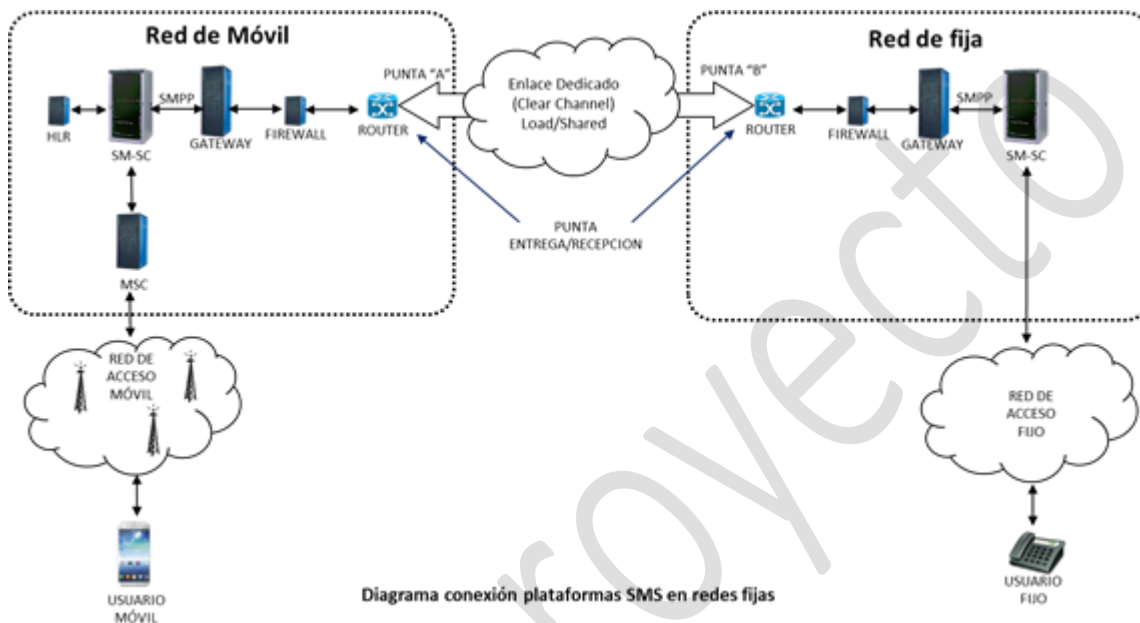 Red de Móvil
Red de fija
PUNTA "A"
Enlace Dedicado
(Clear Channel)
Load/Shared
PUNTA "B"
SMPP
SMPP
HLR
SM-SC
GATEWAY
FIREWALL
ROUTER
ROUTER
FIREWALL
GATEWAY
SM-SC
PUNTA
ENTREGA/RECEPCION
MSC
RED DE
ACCESO
MÓVIL
RED DE
ACCESO
FIJO
USUARIO
MÓVIL
Diagrama conexión plataformas SMS en redes fijas
USUARIO
FIJO
royecto